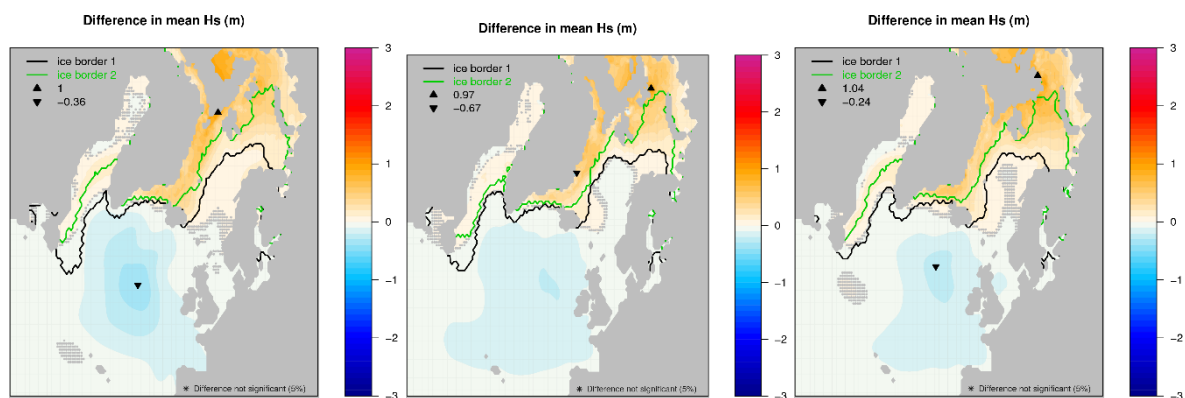 Difference in mean Hs (m)
ice border 1
ice border 2
▲ 1
▼ −0.36
✳ Difference not significant (5%)
3
2
1
0
−1
−2
−3
Difference in mean Hs (m)
ice border 1
ice border 2
▲ 0.97
▼ −0.67
✳ Difference not significant (5%)
3
2
1
0
−1
−2
−3
Difference in mean Hs (m)
ice border 1
ice border 2
▲ 1.04
▼ −0.24
✳ Difference not significant (5%)
3
2
1
0
−1
−2
−3